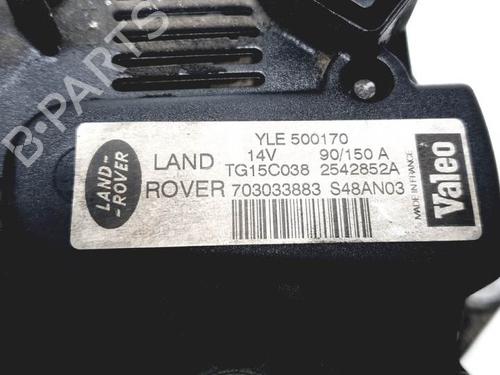 B-PARTS
LAND-
-ROVER
LAND
ROVER
YLE 500170
14V 90/150 A
TG15C038 2542852A
703033883 S48AN03
MADE IN FRANCE
Valeo